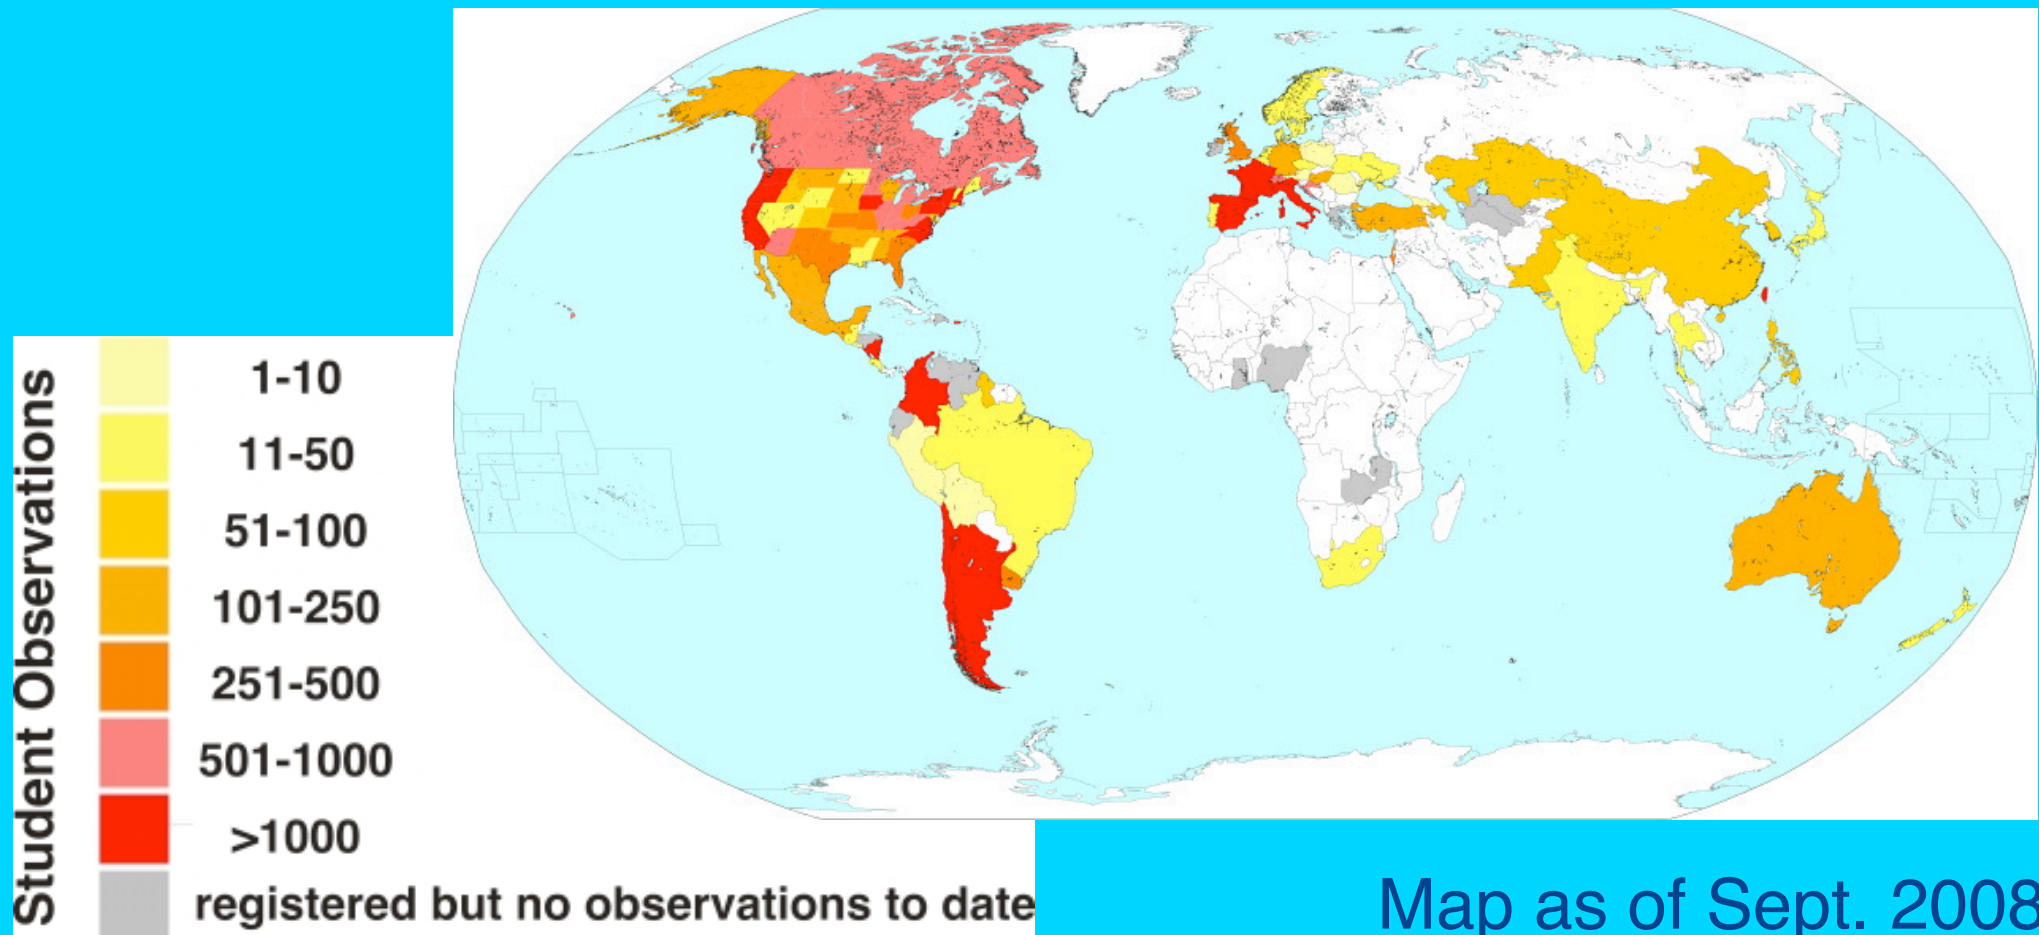 Student Observations
1-10
11-50
51-100
101-250
251-500
501-1000
>1000
registered but no observations to date
Map as of Sept. 2008